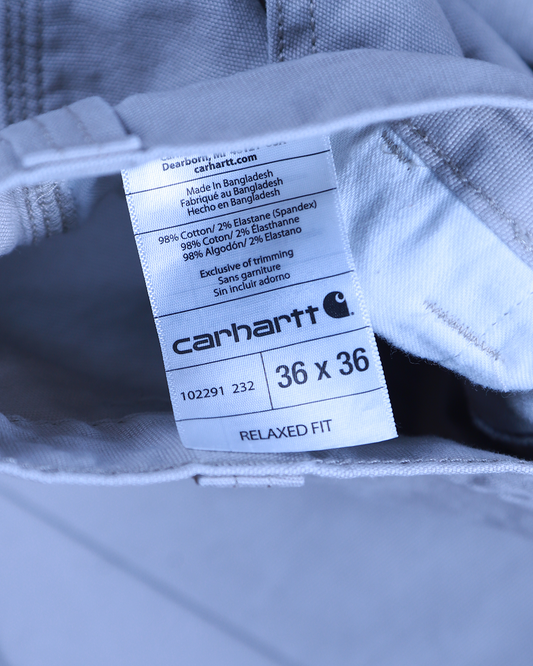 Dearborn, MI 48121 USA
carhartt.com
Made in Bangladesh
Fabriqué au Bangladesh
Hecho en Bangladesh
98% Cotton/ 2% Elastane (Spandex)
98% Coton/ 2% Élasthanne
98% Algodón/ 2% Elastano
Exclusive of trimming
Sans garniture
Sin incluir adorno
carhartt
102291 232
36 x 36
RELAXED FIT